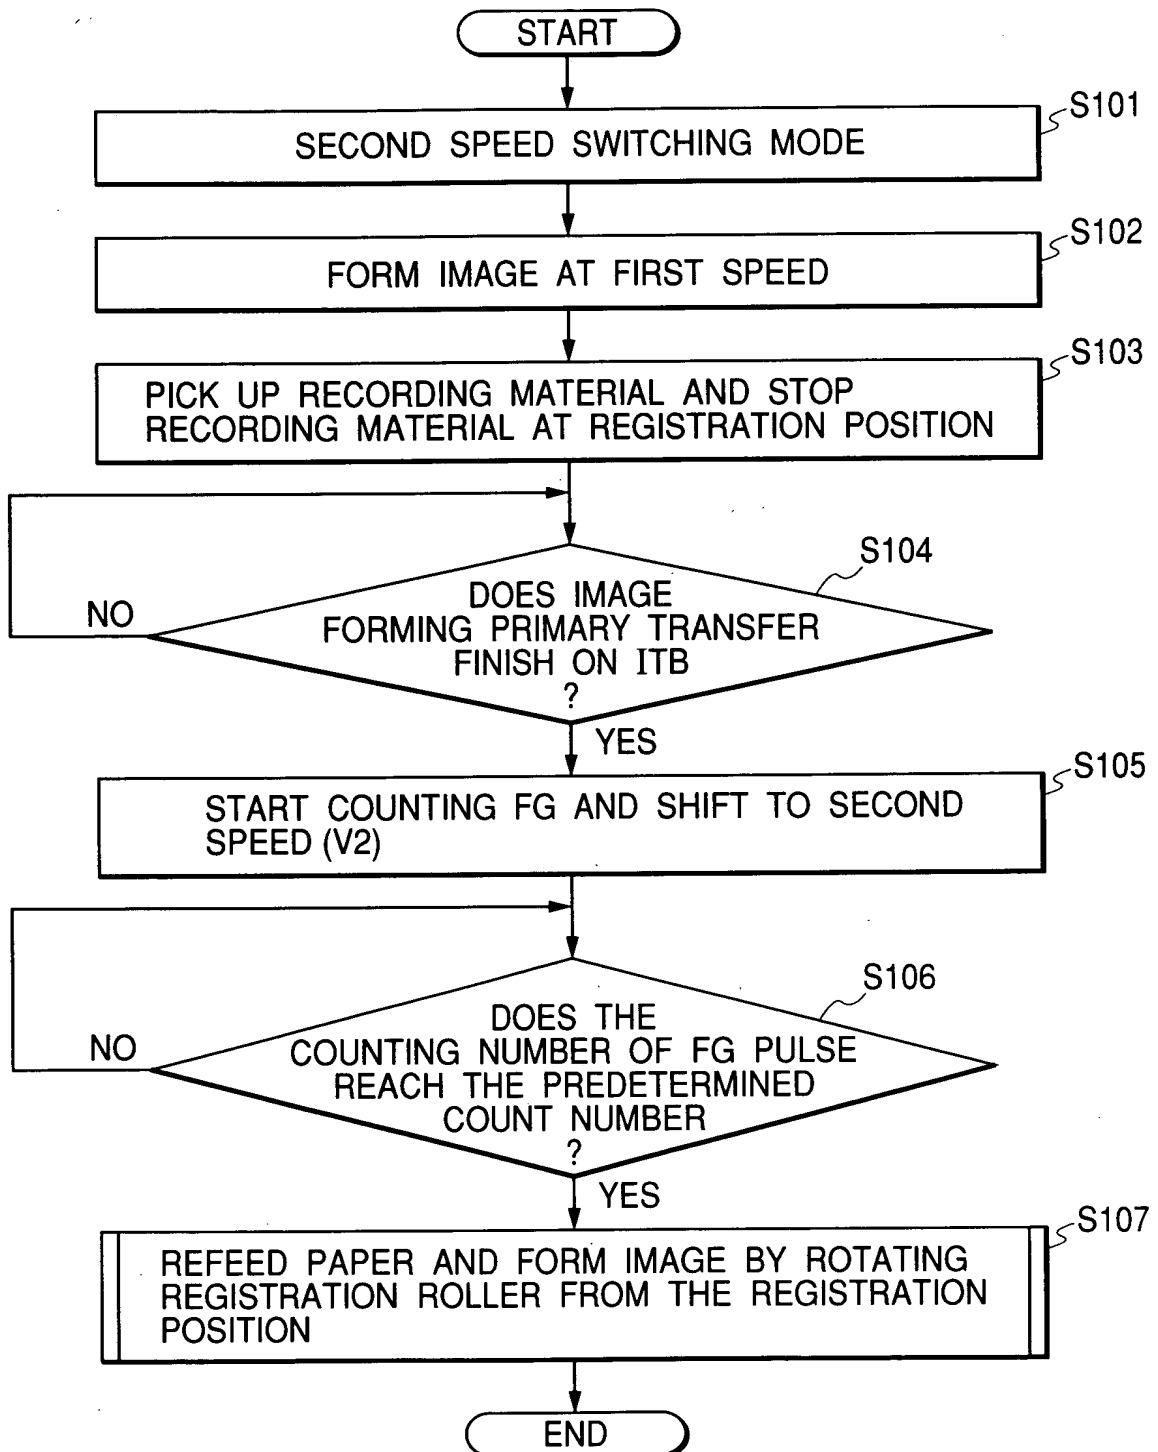 START
S101
SECOND SPEED SWITCHING MODE
S102
FORM IMAGE AT FIRST SPEED
S103
PICK UP RECORDING MATERIAL AND STOP
RECORDING MATERIAL AT REGISTRATION POSITION
S104
DOES IMAGE
FORMING PRIMARY TRANSFER
FINISH ON ITB
?
NO
YES
S105
START COUNTING FG AND SHIFT TO SECOND
SPEED (V2)
S106
DOES THE
COUNTING NUMBER OF FG PULSE
REACH THE PREDETERMINED
COUNT NUMBER
?
NO
YES
S107
REFEED PAPER AND FORM IMAGE BY ROTATING
REGISTRATION ROLLER FROM THE REGISTRATION
POSITION
END